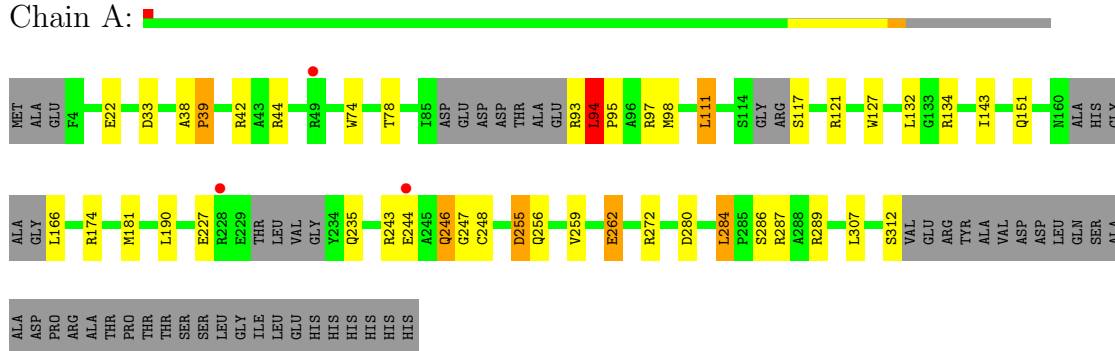 Chain A:
MET ALA GLU F4 E22 D33 A38 P39 R42 A43 R44 R49 W74 T78 I85 ASP GLU ASP ASP THR ALA GLU R93 L94 P95 A96 R97 M98 L111 S114 GLY ARG S117 R121 W127 L132 G133 R134 I143 Q151 N160 ALA HIS GLY
ALA GLY L166 R174 M181 L190 E227 R228 E229 THR LEU VAL GLY Y234 Q235 R243 E244 A245 Q246 G247 C248 D255 Q256 V259 E262 R272 D280 L284 P285 S286 R287 A288 R289 L307 S312 VAL GLU ARG TYR ALA VAL ASP ASP LEU GLN SER ALA
ALA ASP PRO ARG ALA THR PRO THR THR SER SER LEU GLY ILE LEU GLU HIS HIS HIS HIS HIS HIS